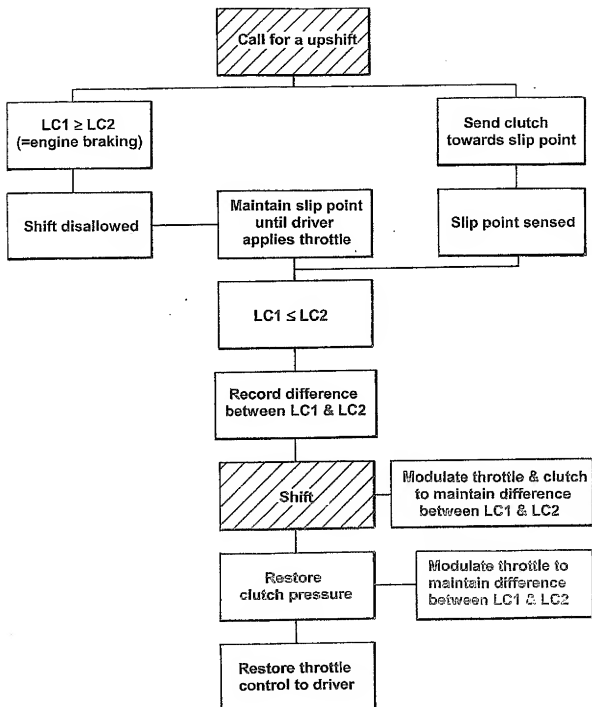 Call for a upshift
LC1 ≥ LC2
(=engine braking)
Send clutch
towards slip point
Shift disallowed
Maintain slip point
until driver
applies throttle
Slip point sensed
LC1 ≤ LC2
Record difference
between LC1 & LC2
Shift
Modulate throttle & clutch
to maintain difference
between LC1 & LC2
Restore
clutch pressure
Modulate throttle to
maintain difference
between LC1 & LC2
Restore throttle
control to driver